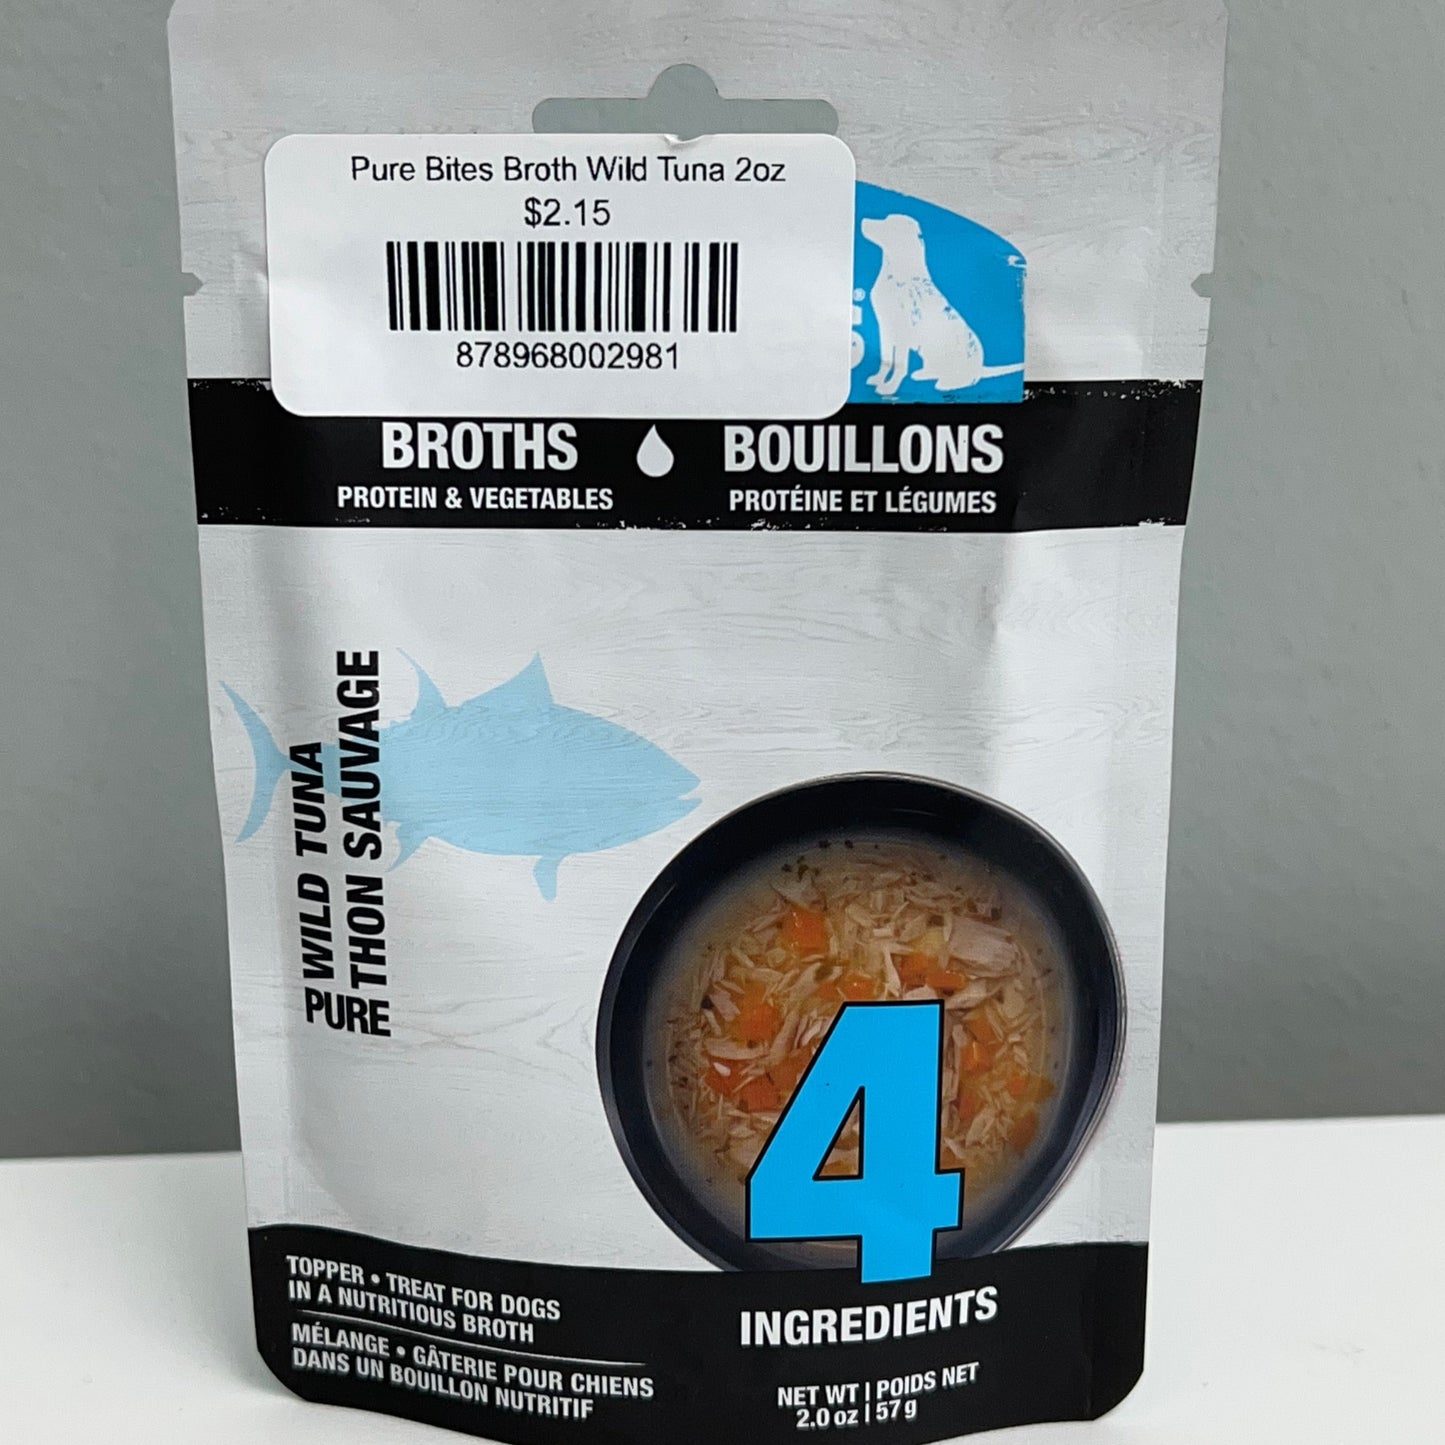 Pure Bites Broth Wild Tuna 2oz
$2.15
878968002981
BROTHS
PROTEIN & VEGETABLES
BOUILLONS
PROTÉINE ET LÉGUMES
PURE
WILD TUNA
THON SAUVAGE
4
INGREDIENTS
TOPPER • TREAT FOR DOGS
IN A NUTRITIOUS BROTH
MÉLANGE • GÂTERIE POUR CHIENS
DANS UN BOUILLON NUTRITIF
NET WT | POIDS NET
2.0 oz | 57 g